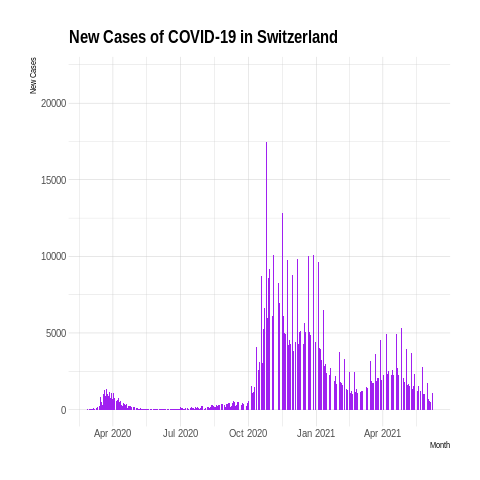 New Cases of COVID-19 in Switzerland
New Cases
20000
15000
10000
5000
0
Apr 2020 Jul 2020 Oct 2020 Jan 2021 Apr 2021
Month